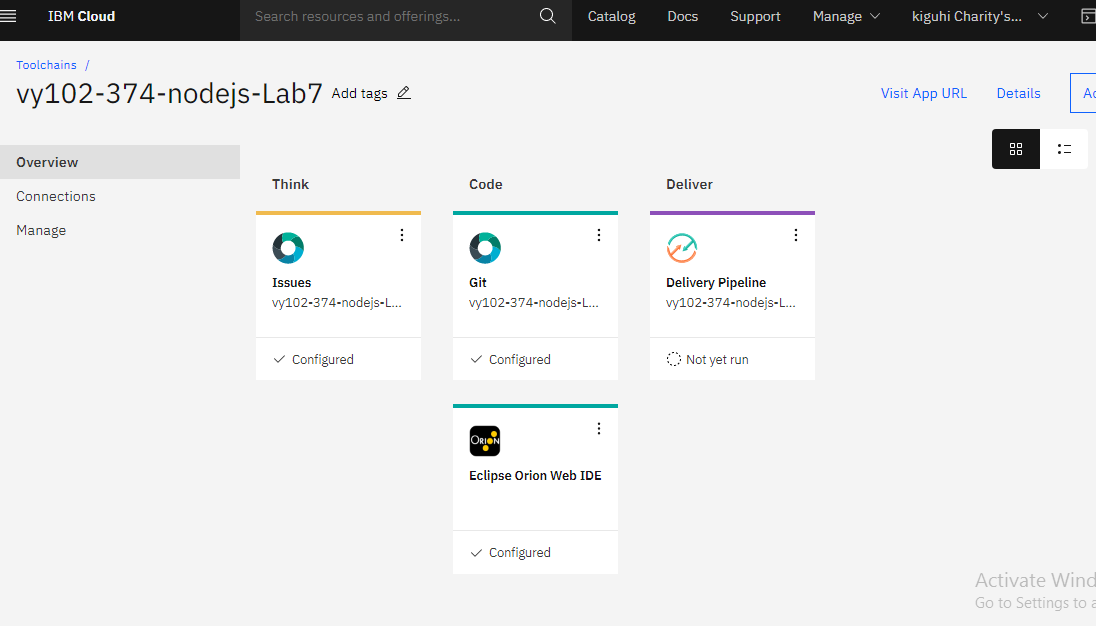 IBM Cloud
Search resources and offerings...
Catalog
Docs
Support
Manage
kiguhi Charity's...
Toolchains /
vy102-374-nodejs-Lab7
Add tags
Visit App URL
Details
Overview
Connections
Manage
Think
Code
Deliver
Issues
vy102-374-nodejs-L...
Configured
Git
vy102-374-nodejs-L...
Configured
Delivery Pipeline
vy102-374-nodejs-L...
Not yet run
ORION
Eclipse Orion Web IDE
Configured
Activate Wind
Go to Settings to a